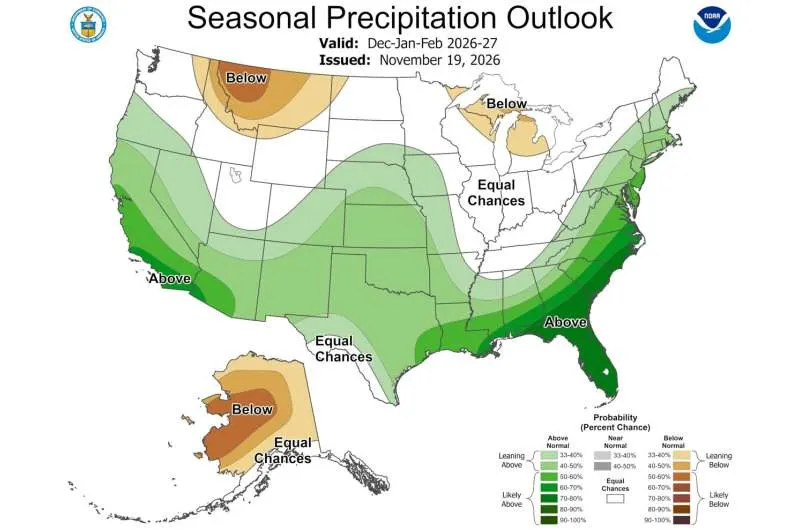 Seasonal Precipitation Outlook
Valid: Dec-Jan-Feb 2026-27
Issued: November 19, 2026
NOAA
Below
Below
Equal
Chances
Above
Above
Equal
Chances
Below
Equal
Chances
Probability
(Percent Chance)
Above
Normal
Near
Normal
Below
Normal
Leaning
Above
33-40%
33-40%
33-40%
Leaning
Below
40-50%
40-50%
40-50%
Likely
Above
50-60%
Equal
Chances
50-60%
Likely
Below
60-70%
60-70%
70-80%
70-80%
80-90%
80-90%
90-100%
90-100%